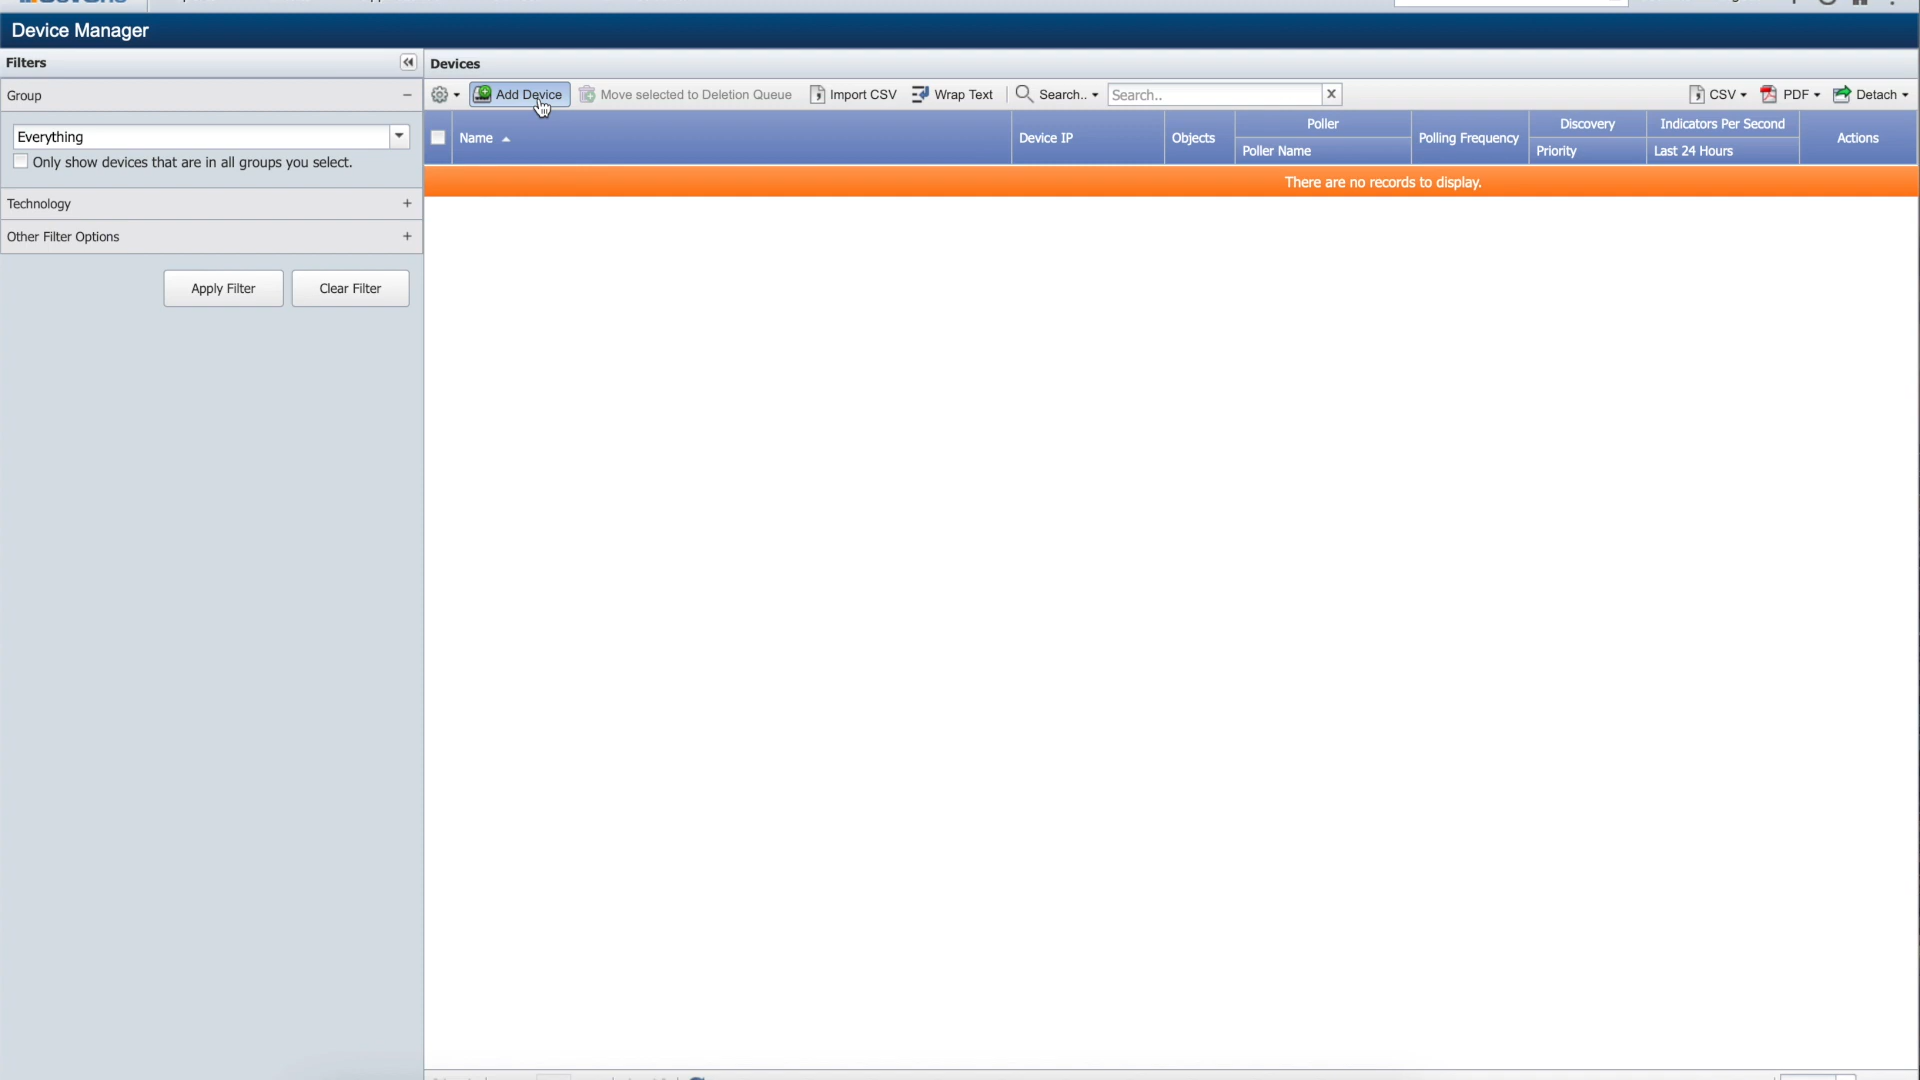 Device Manager
Filters
Devices
Group
Add Device
Move selected to Deletion Queue
Import CSV
Wrap Text
Search..
Search..
CSV
PDF
Detach
Everything
Only show devices that are in all groups you select.
Name
Device IP
Objects
Poller
Poller Name
Polling Frequency
Discovery
Priority
Indicators Per Second
Last 24 Hours
Actions
There are no records to display.
Technology
Other Filter Options
Apply Filter
Clear Filter